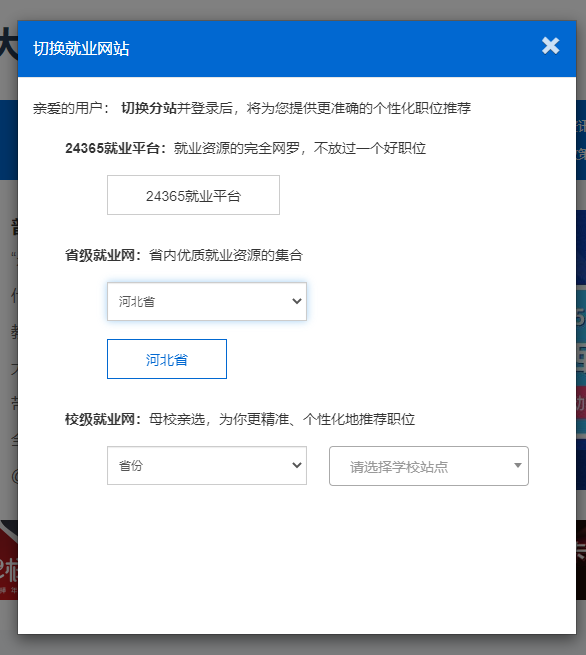 切换就业网站
亲爱的用户： 切换分站并登录后，将为您提供更准确的个性化职位推荐
24365就业平台：就业资源的完全网罗，不放过一个好职位
24365就业平台
省级就业网：省内优质就业资源的集合
河北省
河北省
校级就业网：母校亲选，为你更精准、个性化地推荐职位
省份 请选择学校站点